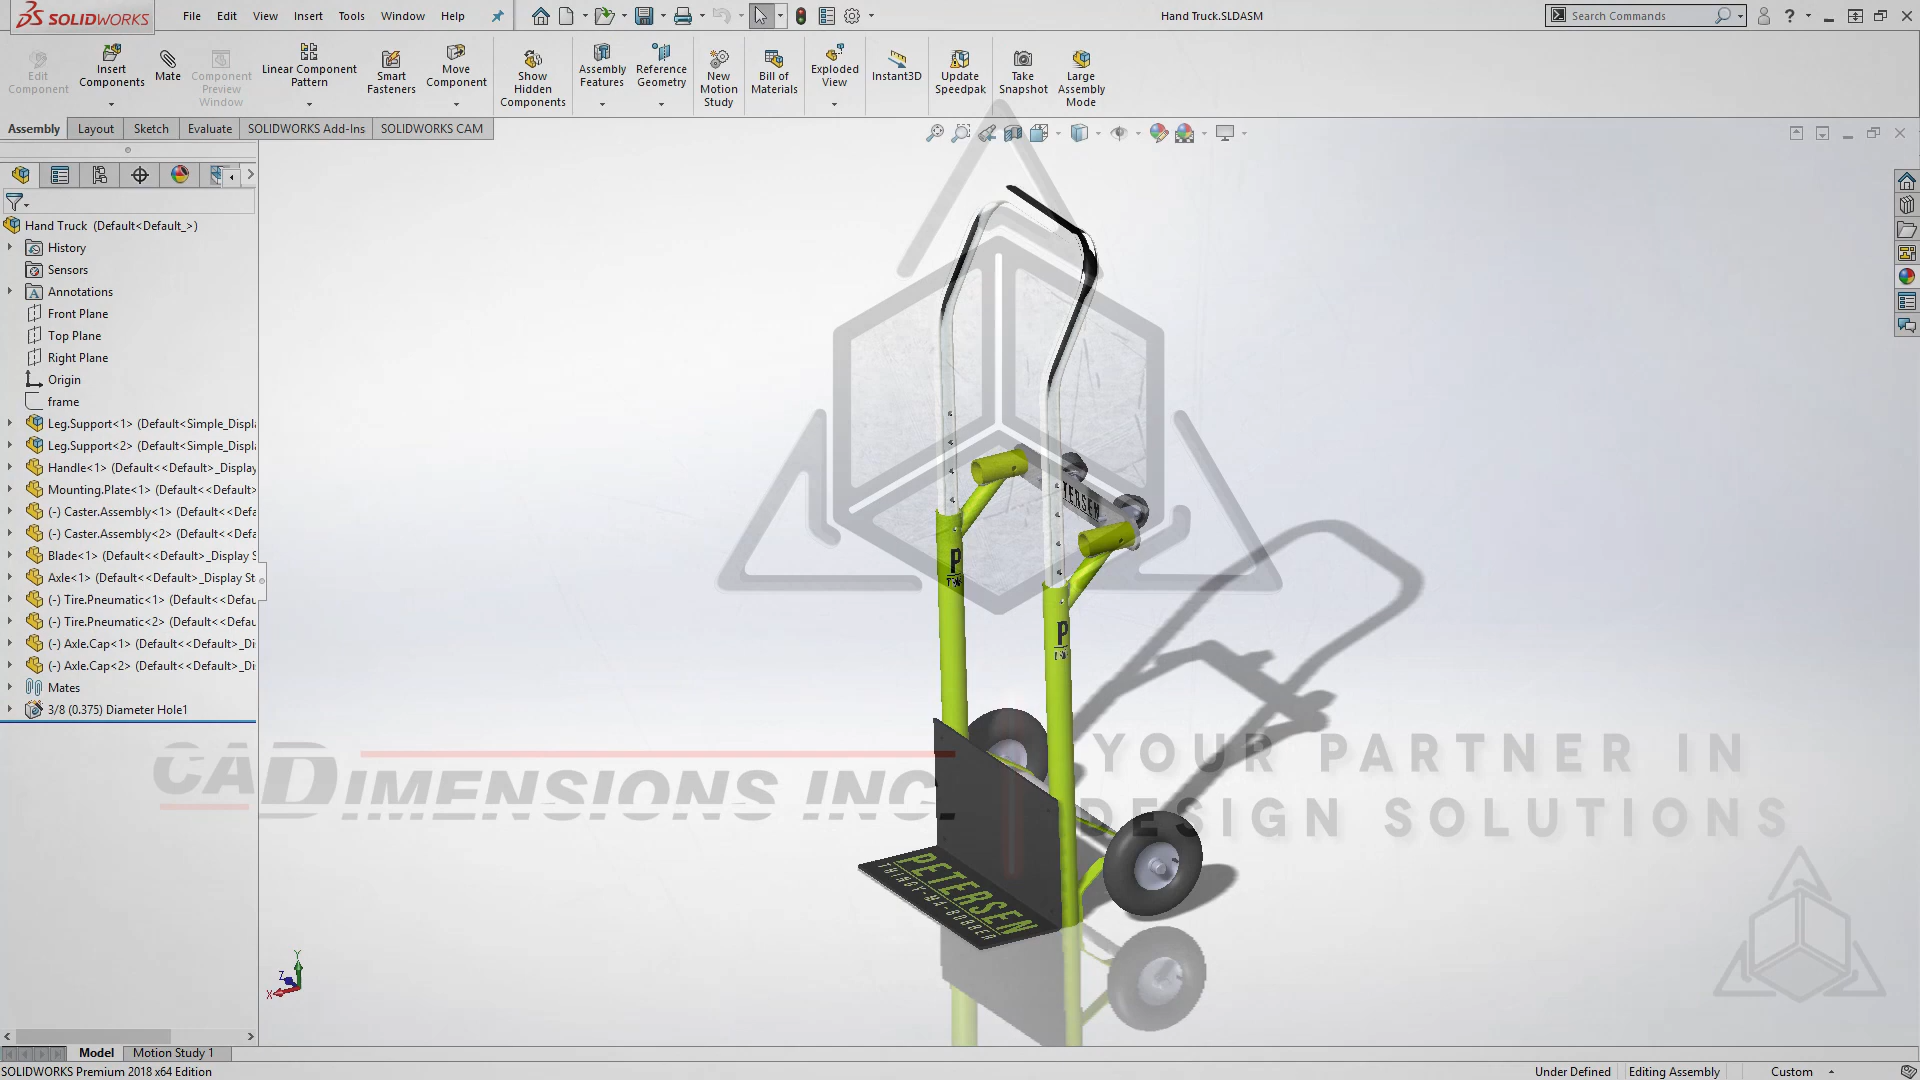 SOLIDWORKS
File Edit View Insert Tools Window Help
Hand Truck.SLDASM
Search Commands
Edit Component
Insert Components
Mate
Component Preview Window
Linear Component Pattern
Smart Fasteners
Move Component
Show Hidden Components
Assembly Features
Reference Geometry
New Motion Study
Bill of Materials
Exploded View
Instant3D
Update Speedpak
Take Snapshot
Large Assembly Mode
Assembly Layout Sketch Evaluate SOLIDWORKS Add-Ins SOLIDWORKS CAM
Hand Truck (Default<Default_>)
History
Sensors
Annotations
Front Plane
Top Plane
Right Plane
Origin
frame
Leg.Support<1> (Default<Simple_Displ
Leg.Support<2> (Default<Simple_Displ
Handle<1> (Default<<Default>_Display
Mounting.Plate<1> (Default<<Default>
(-) Caster.Assembly<1> (Default<<Defa
(-) Caster.Assembly<2> (Default<<Defa
Blade<1> (Default<<Default>_Display S
Axle<1> (Default<<Default>_Display St
(-) Tire.Pneumatic<1> (Default<<Defau
(-) Tire.Pneumatic<2> (Default<<Defau
(-) Axle.Cap<1> (Default<<Default>_Di
(-) Axle.Cap<2> (Default<<Default>_Di
Mates
3/8 (0.375) Diameter Hole1
TERSEN
P
P
CADIMENSIONS INC.
YOUR PARTNER IN
DESIGN SOLUTIONS
PETERSEN
THINGY-MA-BOBBER
Y
Z
X
Model Motion Study 1
SOLIDWORKS Premium 2018 x64 Edition
Under Defined Editing Assembly Custom